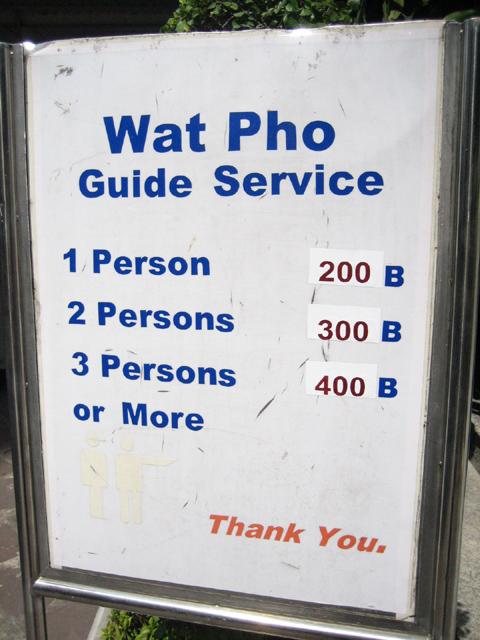 Wat Pho
Guide Service
1 Person 200 B
2 Persons 300 B
3 Persons 400 B
or More
Thank You.